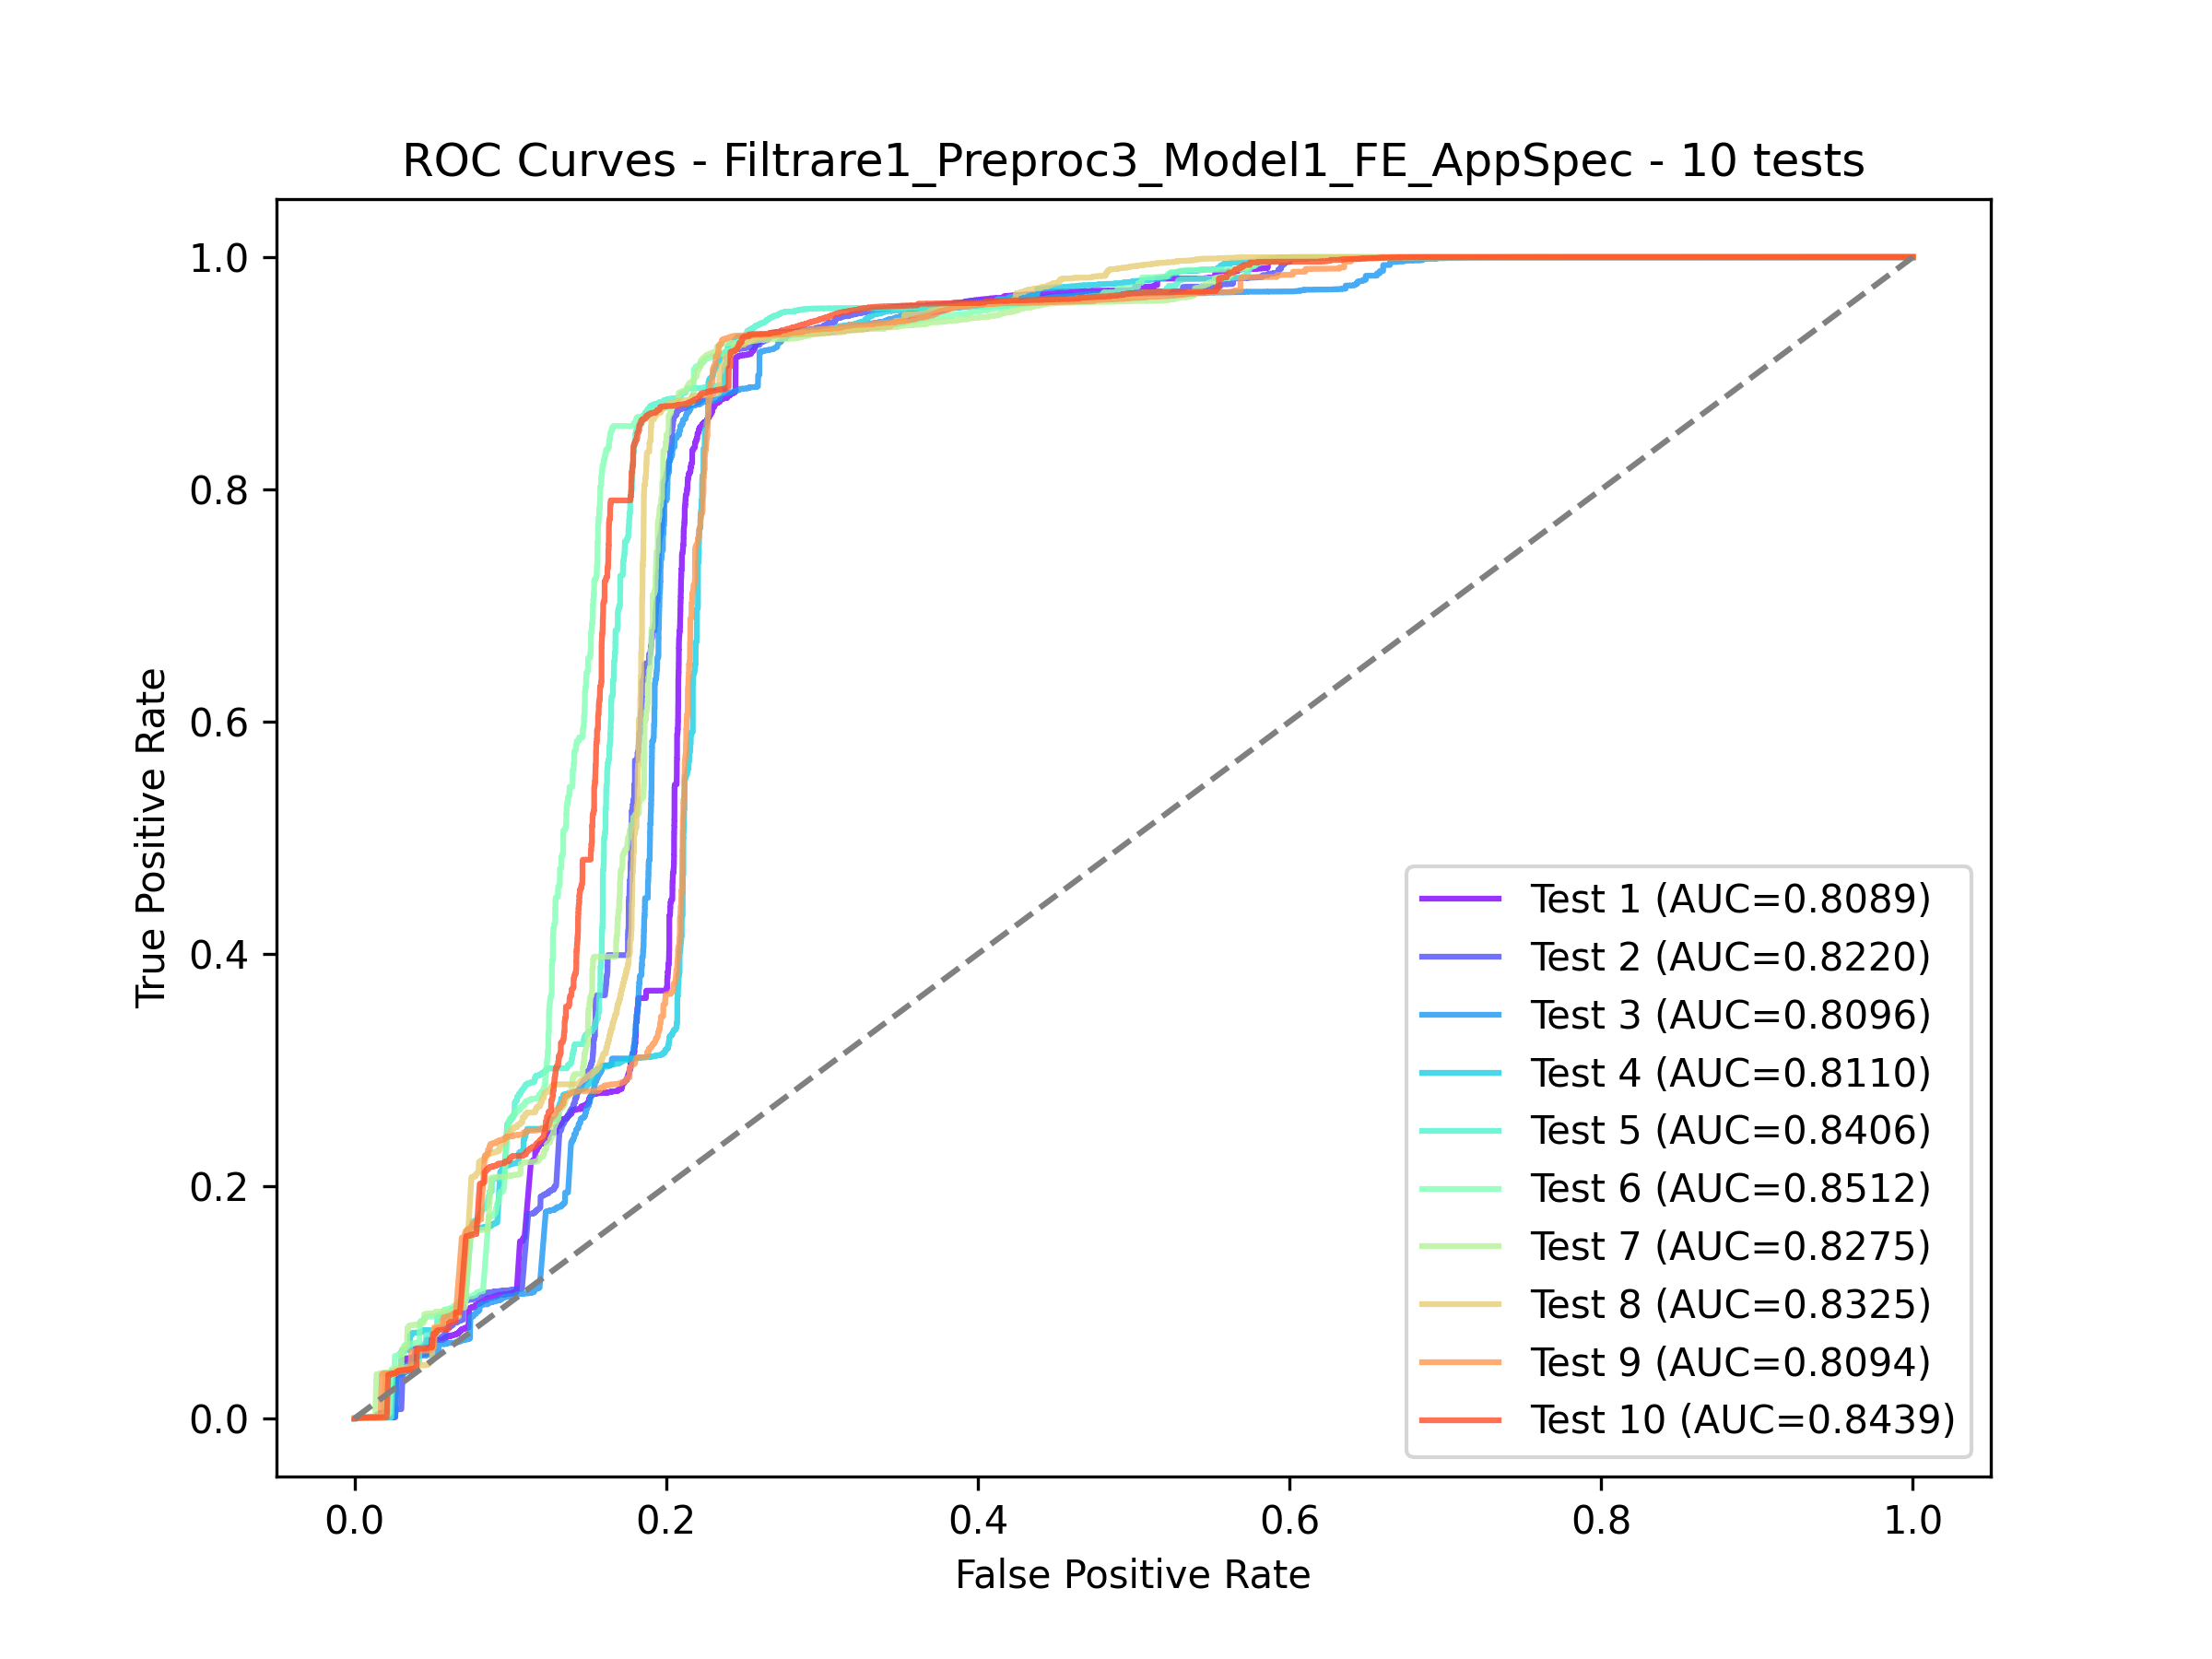 ROC Curves - Filtrare1_Preproc3_Model1_FE_AppSpec - 10 tests
1.0
0.8
0.6
0.4
0.2
0.0
True Positive Rate
Test 1 (AUC=0.8089)
Test 2 (AUC=0.8220)
Test 3 (AUC=0.8096)
Test 4 (AUC=0.8110)
Test 5 (AUC=0.8406)
Test 6 (AUC=0.8512)
Test 7 (AUC=0.8275)
Test 8 (AUC=0.8325)
Test 9 (AUC=0.8094)
Test 10 (AUC=0.8439)
0.0 0.2 0.4 0.6 0.8 1.0
False Positive Rate